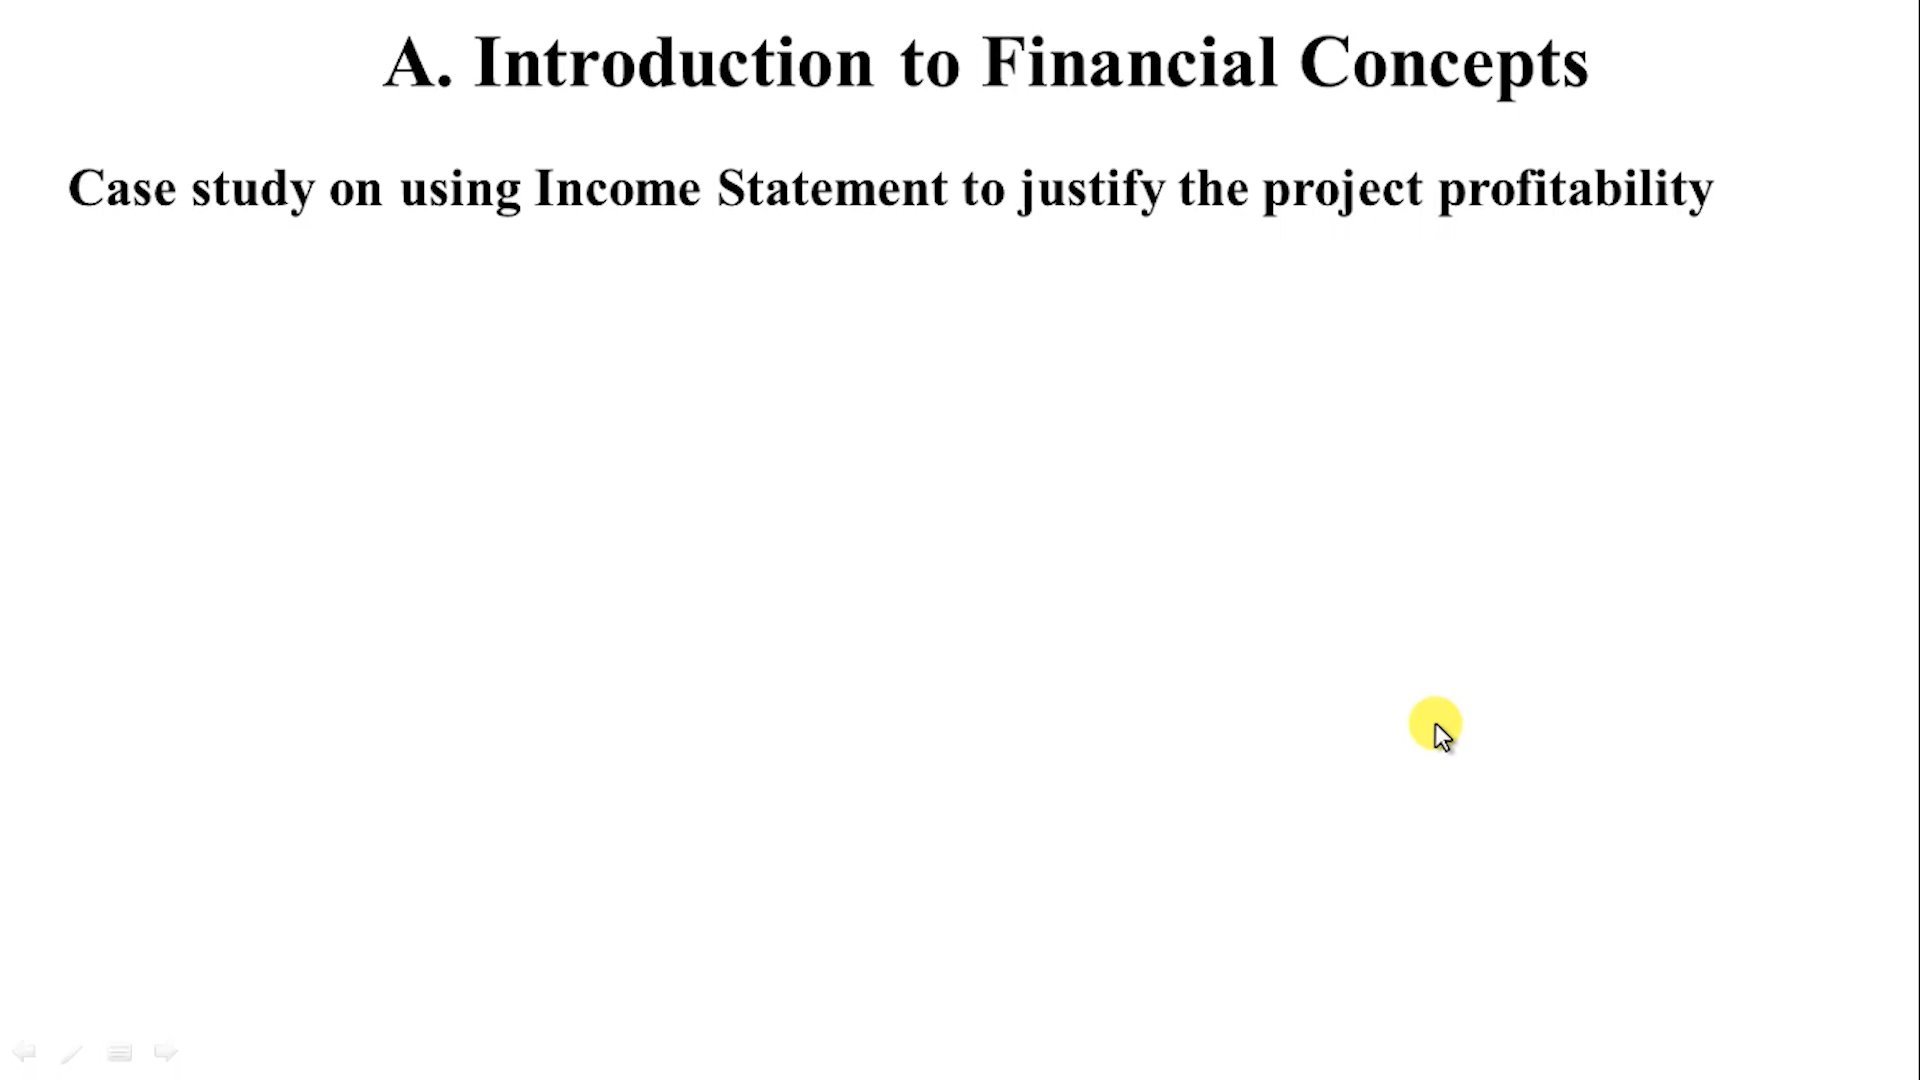 A. Introduction to Financial Concepts
Case study on using Income Statement to justify the project profitability